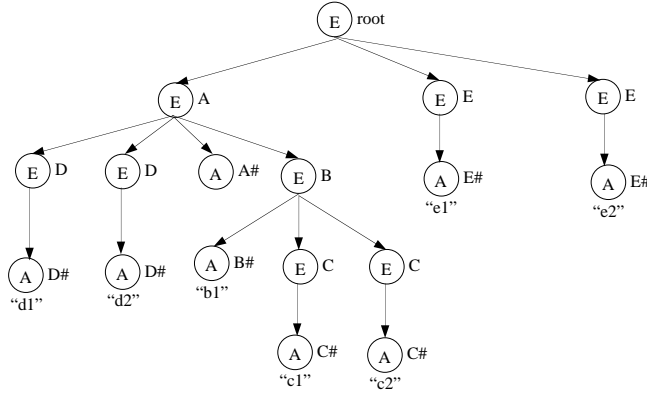 E root
E A
E E
E E
E D
E D
A A#
E B
A E#
“e1”
A E#
“e2”
A D#
“d1”
A D#
“d2”
A B#
“b1”
E C
E C
A C#
“c1”
A C#
“c2”